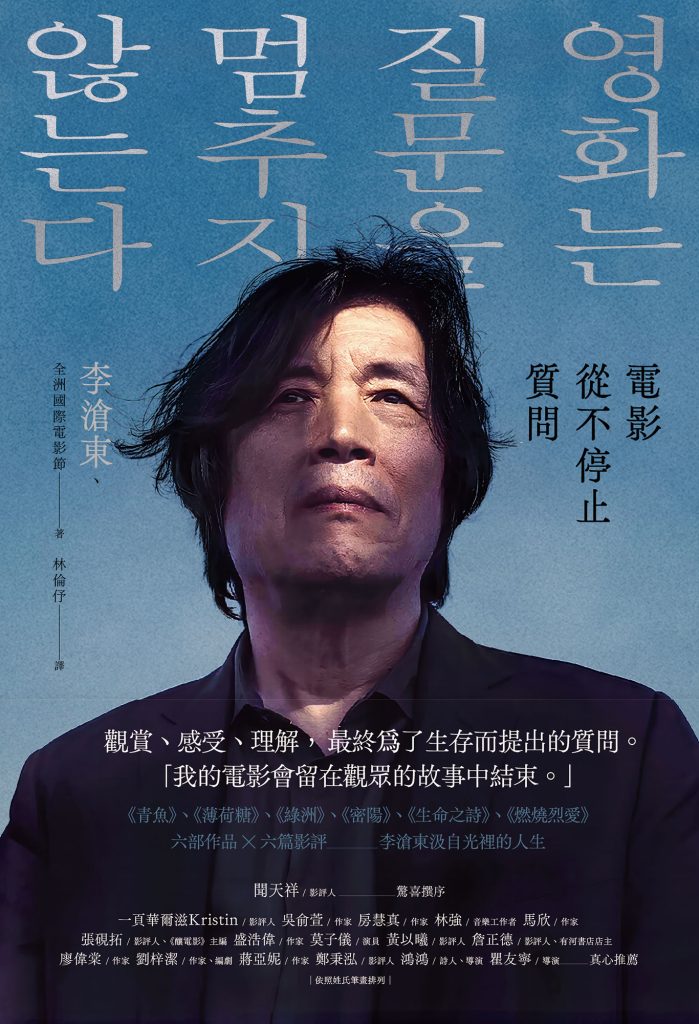 영화는
질문을
멈추지
않는다
電影
從不停止
質問
李滄東、
全洲國際電影節———著
林倫仔———譯
觀賞、感受、理解，最終爲了生存而提出的質問。
「我的電影會留在觀眾的故事中結束。」
《青魚》、《薄荷糖》、《綠洲》、《密陽》、《生命之詩》、《燃燒烈愛》
六部作品×六篇影評———李滄東汲自光裡的人生
聞天祥/影評人———驚喜撰序
一頁華爾滋Kristin/影評人 吳俞萱/作家 房慧真/作家 林強/音樂工作者 馬欣/作家
張硯拓/影評人、《釀電影》主編 盛浩偉/作家 莫子儀/演員 黃以曦/影評人 詹正德/影評人、有河書店店主
廖偉棠/作家 劉梓潔/作家、編劇 蔣亞妮/作家 鄭秉泓/影評人 鴻鴻/詩人、導演 瞿友寧/導演———真心推薦
|依照姓氏筆畫排列|